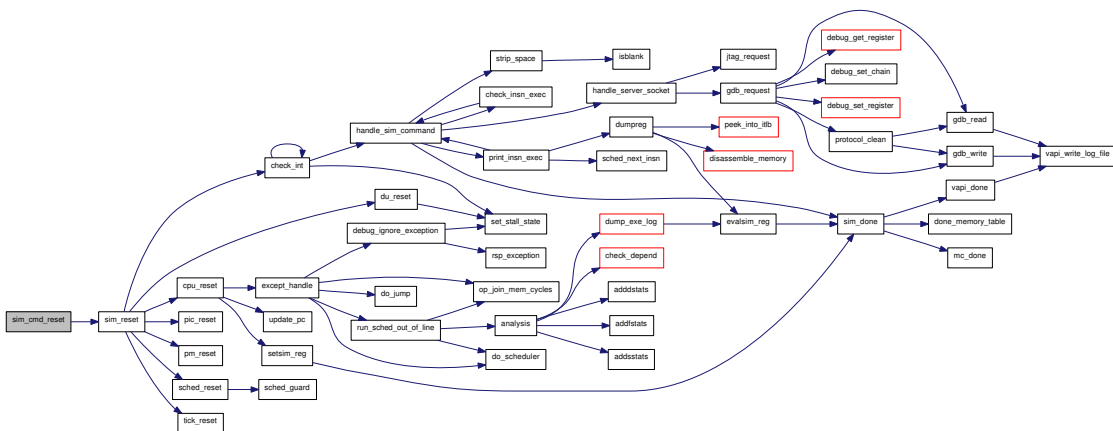 sim_cmd_reset
sim_reset
check_int
du_reset
cpu_reset
pic_reset
pm_reset
sched_reset
tick_reset
handle_sim_command
debug_ignore_exception
except_handle
update_pc
setsim_reg
sched_guard
strip_space
check_insn_exec
print_insn_exec
set_stall_state
rsp_exception
op_join_mem_cycles
do_jump
run_sched_out_of_line
analysis
do_scheduler
isblank
handle_server_socket
dumpreg
sched_next_insn
dump_exe_log
check_depend
adddstats
addfstats
addsstats
jtag_request
gdb_request
peek_into_itlb
disassemble_memory
evalsim_reg
debug_get_register
debug_set_chain
debug_set_register
protocol_clean
sim_done
gdb_read
gdb_write
vapi_done
done_memory_table
mc_done
vapi_write_log_file